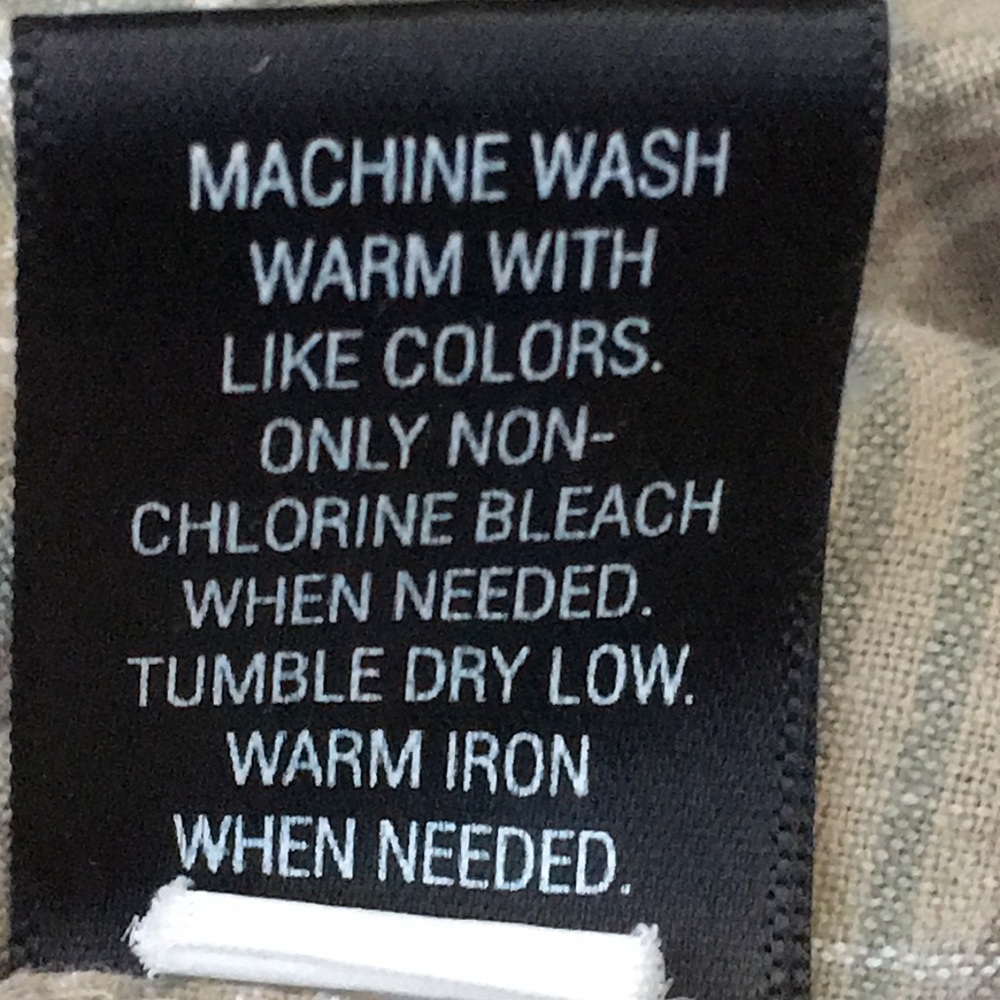 MACHINE WASH
WARM WITH
LIKE COLORS.
ONLY NON-
CHLORINE BLEACH
WHEN NEEDED.
TUMBLE DRY LOW.
WARM IRON
WHEN NEEDED.